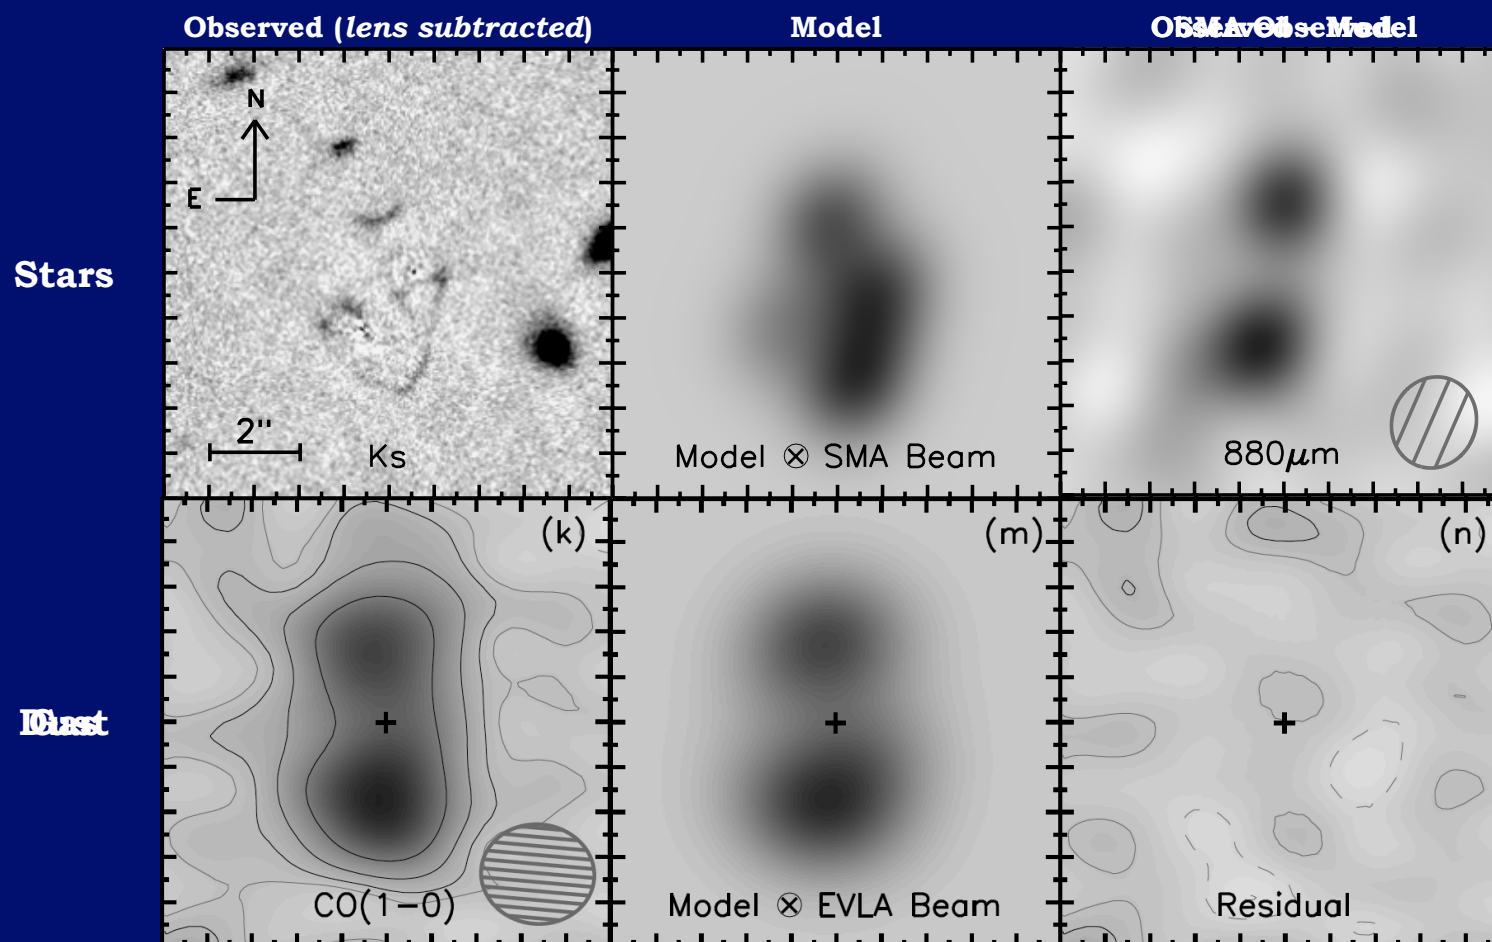 Observed (lens subtracted)
Model
N
E
Stars
2"
Ks
Model ⊗ SMA Beam
880μm
(k)
(m)
(n)
CO(1−0)
Model ⊗ EVLA Beam
Residual